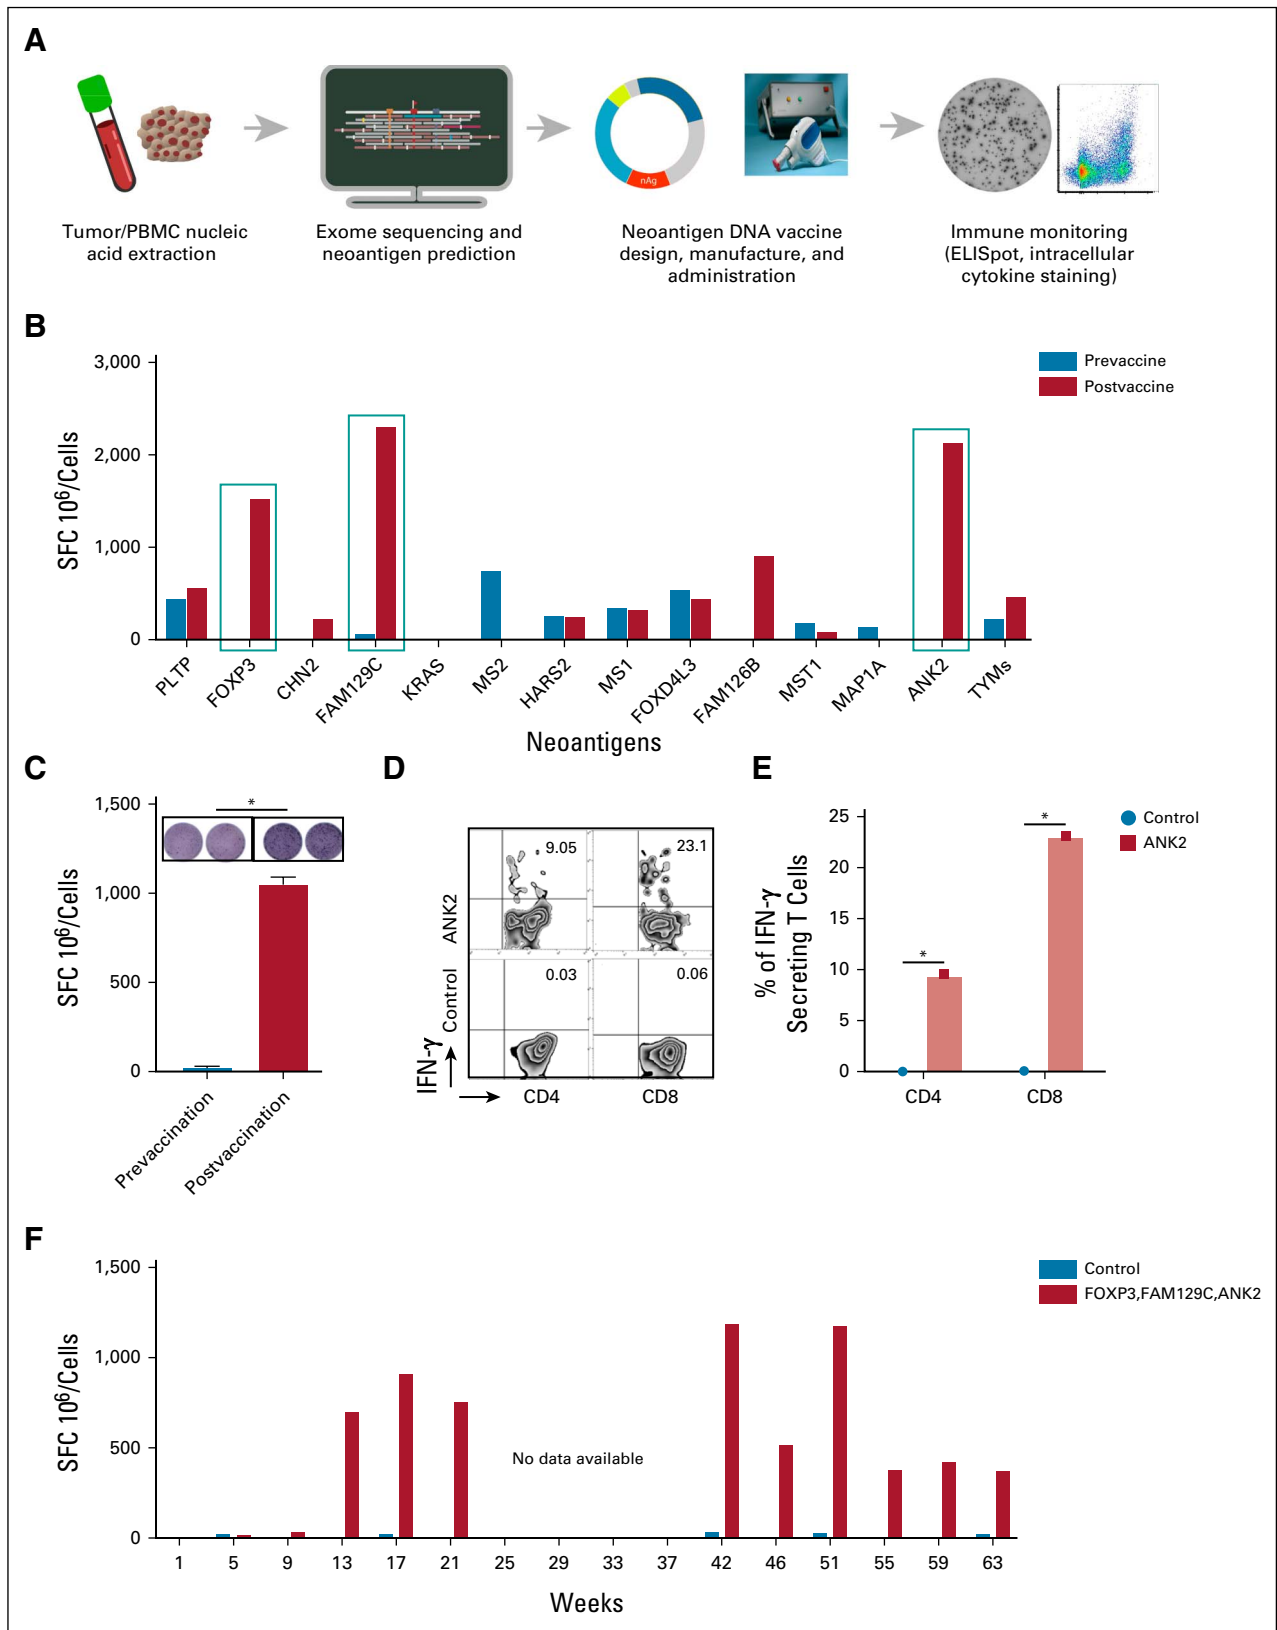 A
nAg
Tumor/PBMC nucleic
acid extraction
Exome sequencing and
neoantigen prediction
Neoantigen DNA vaccine
design, manufacture, and
administration
Immune monitoring
(ELISpot, intracellular
cytokine staining)
B
3,000
2,000
1,000
0
SFC 10⁶/Cells
Prevaccine
Postvaccine
PLTP
FOXP3
CHN2
FAM129C
KRAS
MS2
HARS2
MS1
FOXD4L3
FAM126B
MST1
MAP1A
ANK2
TYMs
Neoantigens
C
1,500
1,000
500
0
SFC 10⁶/Cells
*
Prevaccination
Postvaccination
D
ANK2
Control
9.05
23.1
0.03
0.06
IFN-γ
CD4
CD8
E
25
20
15
10
5
0
% of IFN-γ
Secreting T Cells
*
*
Control
ANK2
CD4
CD8
F
1,500
1,000
500
0
SFC 10⁶/Cells
Control
FOXP3,FAM129C,ANK2
No data available
1 5 9 13 17 21 25 29 33 37 42 46 51 55 59 63
Weeks